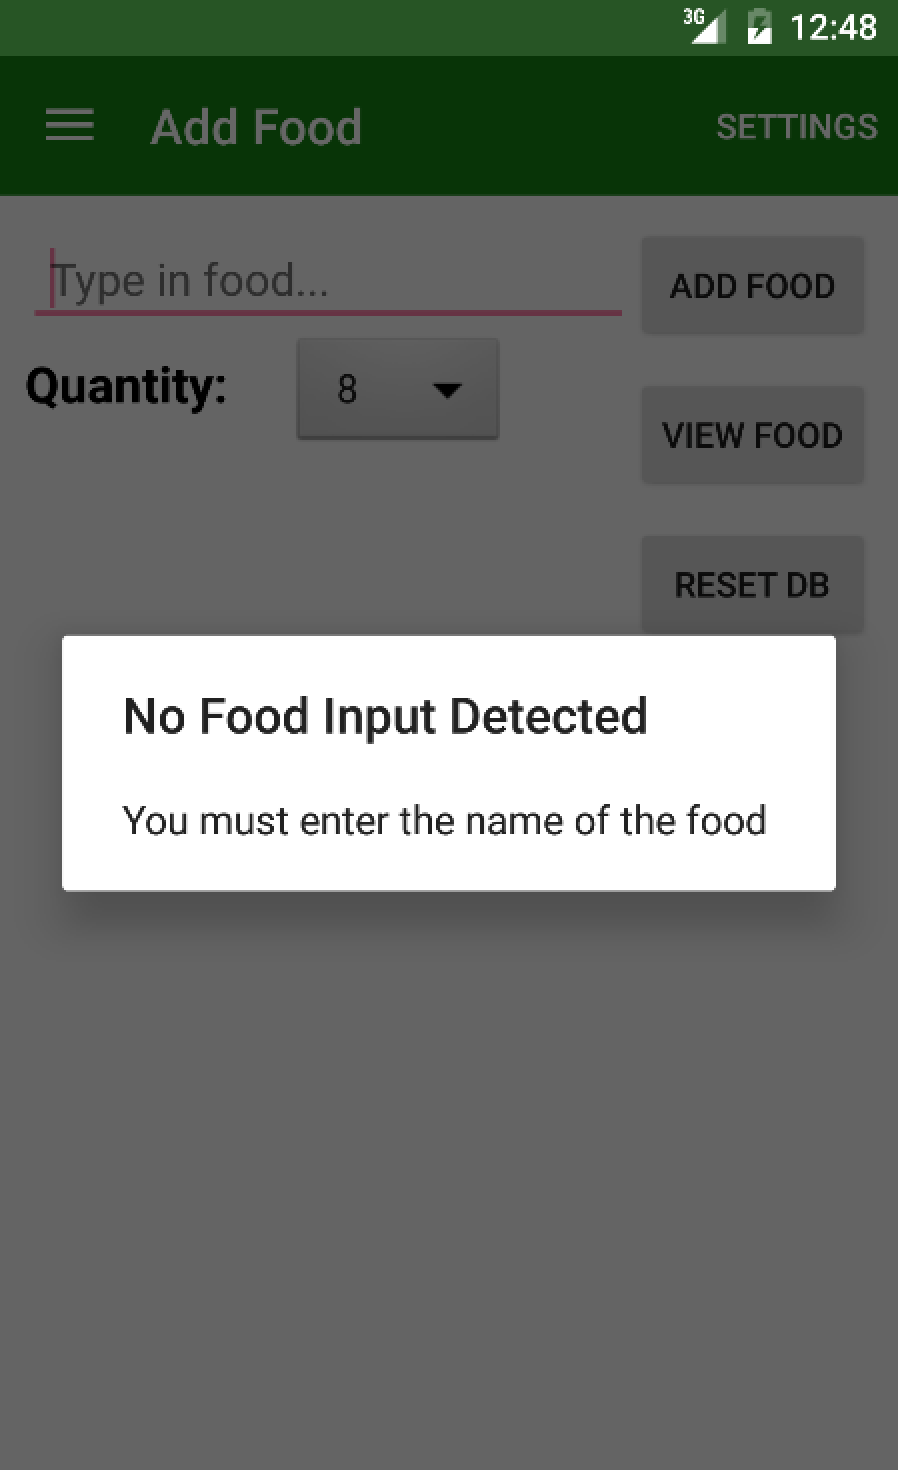 3G 12:48
Add Food SETTINGS
Type in food... ADD FOOD
Quantity: 8
VIEW FOOD
RESET DB
No Food Input Detected
You must enter the name of the food